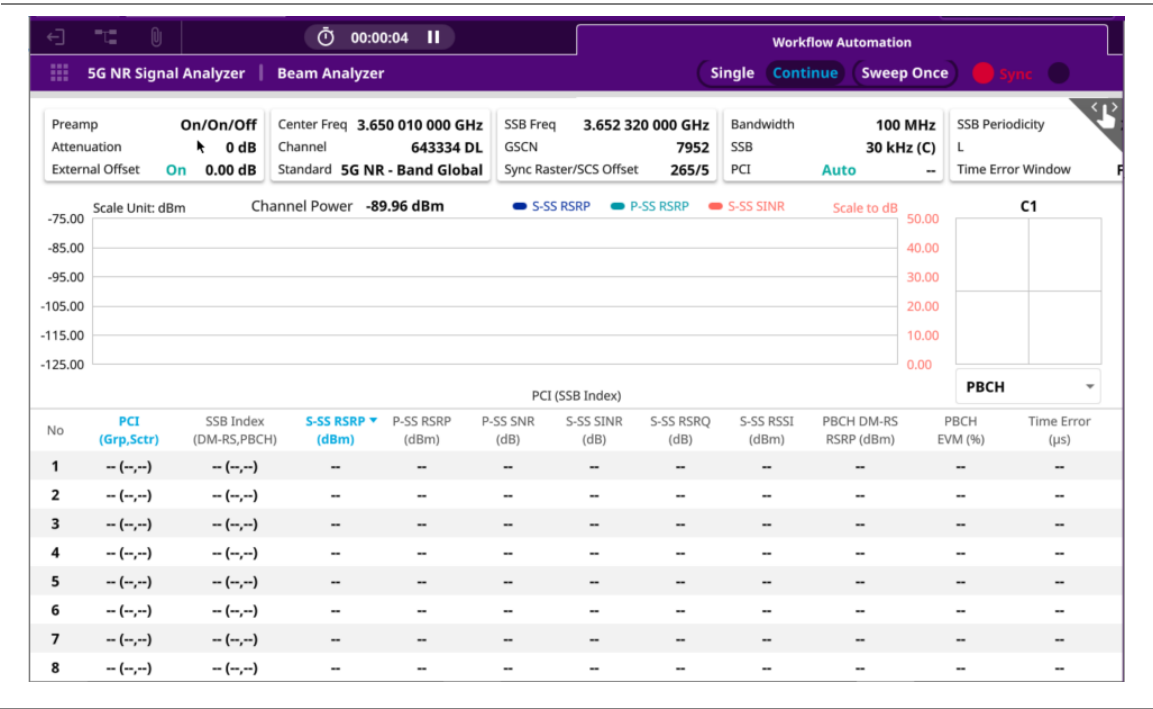 00:00:04
Workflow Automation
5G NR Signal Analyzer | Beam Analyzer Single Continue Sweep Once Sync
Preamp On/On/Off Center Freq 3.650 010 000 GHz SSB Freq 3.652 320 000 GHz Bandwidth 100 MHz SSB Periodicity
Attenuation 0 dB Channel 643334 DL GSCN 7952 SSB 30 kHz (C) L
External Offset On 0.00 dB Standard 5G NR - Band Global Sync Raster/SCS Offset 265/5 PCI Auto -- Time Error Window F
Scale Unit: dBm Channel Power -89.96 dBm S-SS RSRP P-SS RSRP S-SS SINR Scale to dB C1
-75.00 50.00
-85.00 40.00
-95.00 30.00
-105.00 20.00
-115.00 10.00
-125.00 0.00
PBCH
PCI (SSB Index)
No PCI SSB Index S-SS RSRP P-SS RSRP P-SS SNR S-SS SINR S-SS RSRQ S-SS RSSI PBCH DM-RS PBCH Time Error
(Grp,Sctr) (DM-RS,PBCH) (dBm) (dBm) (dB) (dB) (dB) (dBm) RSRP (dBm) EVM (%) (µs)
1 -- (--,--) -- (--,--) -- -- -- -- -- -- -- -- --
2 -- (--,--) -- (--,--) -- -- -- -- -- -- -- -- --
3 -- (--,--) -- (--,--) -- -- -- -- -- -- -- -- --
4 -- (--,--) -- (--,--) -- -- -- -- -- -- -- -- --
5 -- (--,--) -- (--,--) -- -- -- -- -- -- -- -- --
6 -- (--,--) -- (--,--) -- -- -- -- -- -- -- -- --
7 -- (--,--) -- (--,--) -- -- -- -- -- -- -- -- --
8 -- (--,--) -- (--,--) -- -- -- -- -- -- -- -- --